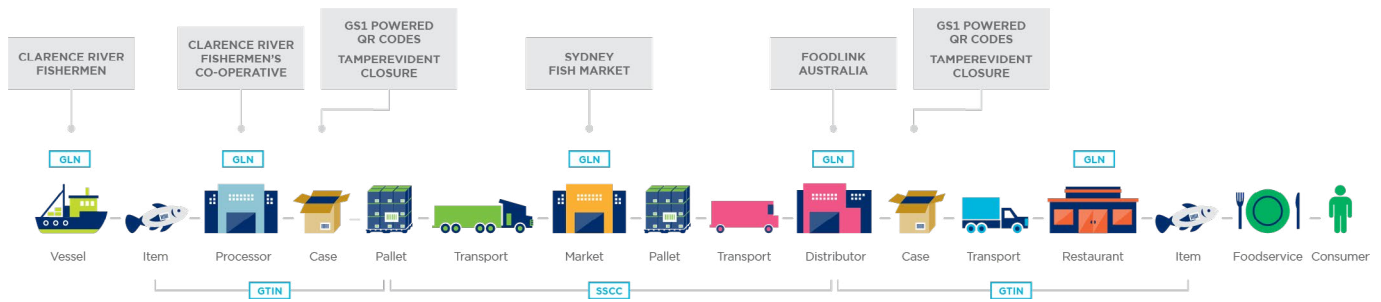 GS1 POWERED
QR CODES
TAMPEREVIDENT
CLOSURE
GS1 POWERED
QR CODES
TAMPEREVIDENT
CLOSURE
CLARENCE RIVER
FISHERMEN
CLARENCE RIVER
FISHERMEN'S
CO-OPERATIVE
SYDNEY
FISH MARKET
FOODLINK
AUSTRALIA
GLN
GLN
GLN
GLN
GLN
Vessel
Item
Processor
Case
Pallet
Transport
Market
Pallet
Transport
Distributor
Case
Transport
Restaurant
Item
Foodservice
Consumer
GTIN
SSCC
GTIN